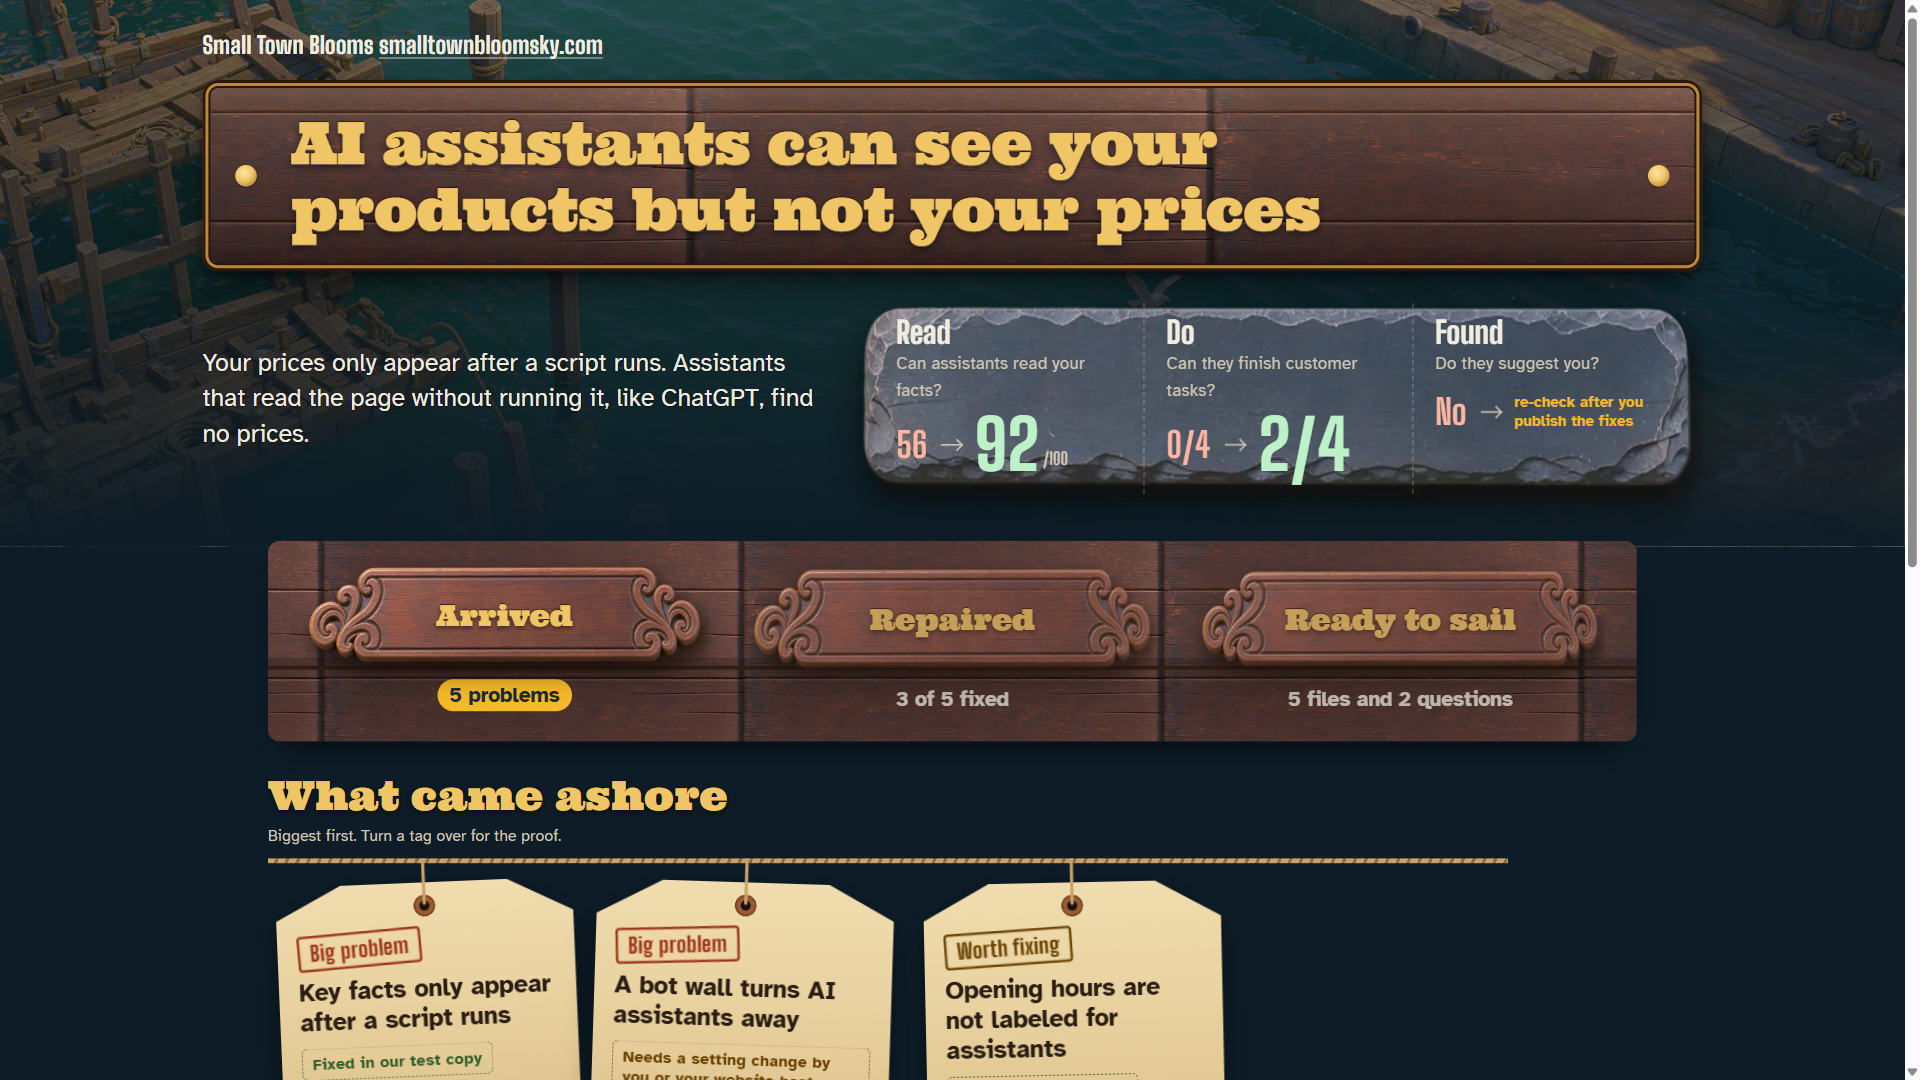 Small Town Blooms smalltownbloomsky.com
AI assistants can see your
products but not your prices
Your prices only appear after a script runs. Assistants
that read the page without running it, like ChatGPT, find
no prices.
Read
Can assistants read your
facts?
56 → 92 /100
Do
Can they finish customer
tasks?
0/4 → 2/4
Found
Do they suggest you?
No → re-check after you
publish the fixes
Arrived
5 problems
Repaired
3 of 5 fixed
Ready to sail
5 files and 2 questions
What came ashore
Biggest first. Turn a tag over for the proof.
Big problem
Key facts only appear
after a script runs
Fixed in our test copy
Big problem
A bot wall turns AI
assistants away
Needs a setting change by
you or your website host
Worth fixing
Opening hours are
not labeled for
assistants